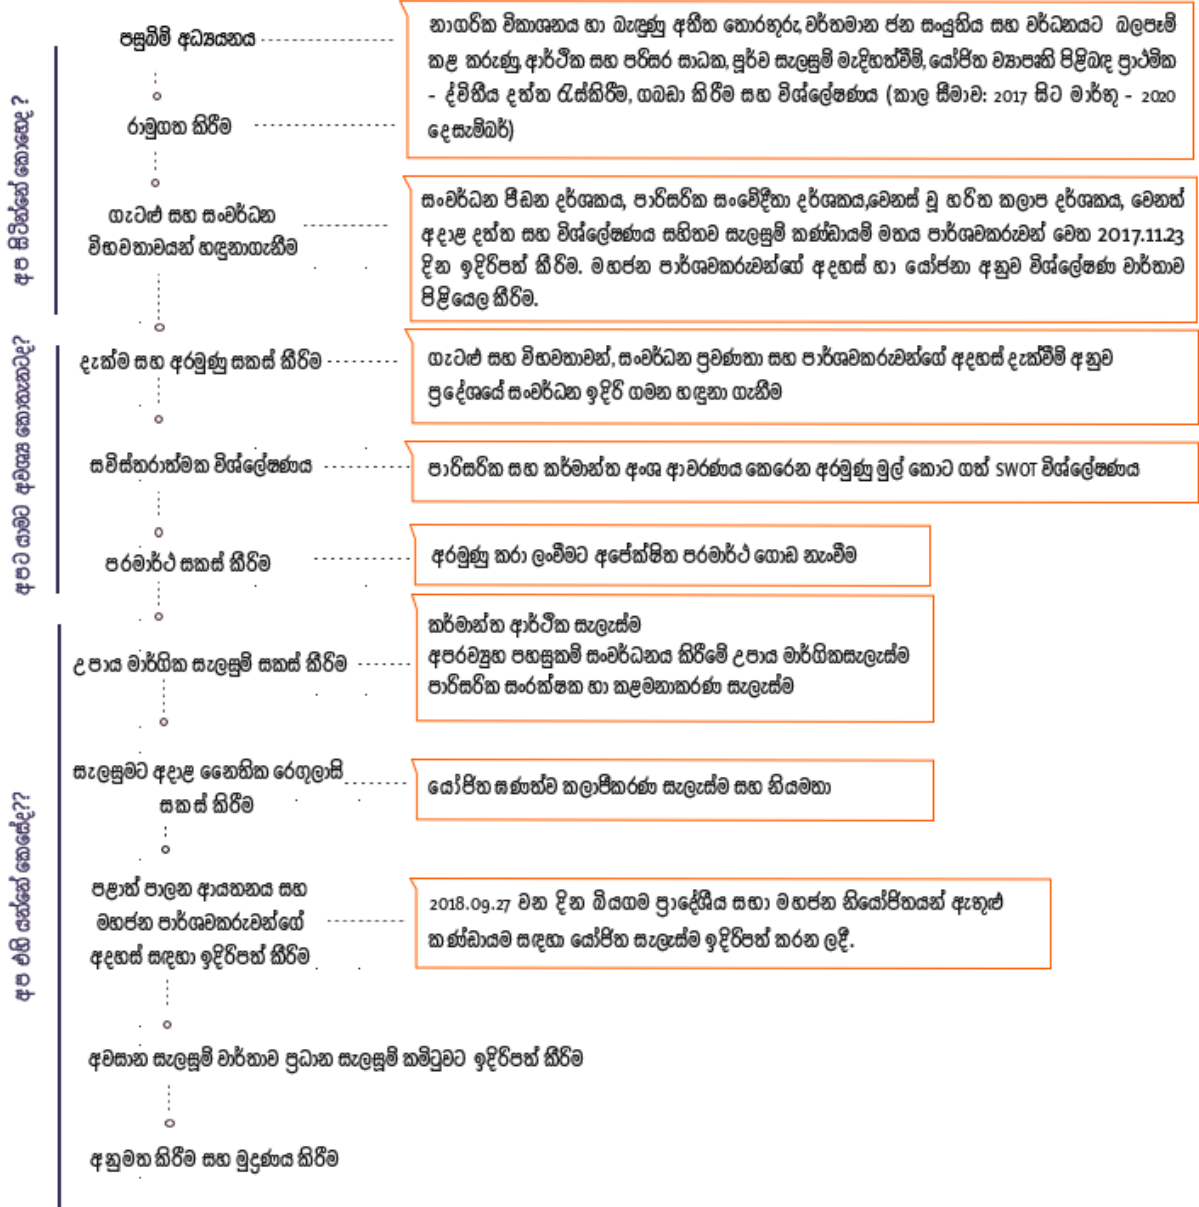 අප සිටින්නේ කොහෙද ?
පසුබිම් අධ්‍යයනය
නාගරික විකාශනය හා බැඳුණු අතීත තොරතුරු, වර්තමාන ජන සංයුතිය සහ වර්ධනයට බලපෑම්
කළ කරුණු, ආර්ථික සහ පරිසර සාධක, පූර්ව සැලසුම් මැදිහත්වීම්, යෝජිත ව්‍යාපෘති පිළිබඳ ප්‍රාථමික
- ද්විතීය දත්ත රැස්කිරීම, ගබඩා කිරීම සහ විශ්ලේෂණය (කාල සීමාව: 2017 සිට මාර්තු - 2020
දෙසැම්බර්)
රාමුගත කිරීම
ගැටළු සහ සංවර්ධන
විභවතාවයන් හඳුනාගැනීම
සංවර්ධන පීඩන දර්ශකය, පාරිසරික සංවේදීතා දර්ශකය,වෙනස් වූ හරිත කලාප දර්ශකය, වෙනත්
අදාළ දත්ත සහ විශ්ලේෂණය සහිතව සැලසුම් කණ්ඩායම් මතය පාර්ශවකරුවන් වෙත 2017.11.23
දින ඉදිරිපත් කීරිම. මහජන පාර්ශවකරුවන්ගේ අදහස් හා යෝජනා අනුව විශ්ලේෂණ වාර්තාව
පිළියෙල කීරිම.
අපට යාමට අවශ්‍ය කොතැනටද?
දැක්ම සහ අරමුණු සකස් කිරීම
ගැටළු සහ විභවතාවන්, සංවර්ධන ප්‍රවණතා සහ පාර්ශවකරුවන්ගේ අදහස් දැක්වීම් අනුව
ප්‍රදේශයේ සංවර්ධන ඉදිරි ගමන හඳුනා ගැනීම
සවිස්තරාත්මක විශ්ලේෂණය
පාරිසරික සහ කර්මාන්ත අංශ ආවරණය කෙරෙන අරමුණු මුල් කොට ගත් SWOT විශ්ලේෂණය
පරමාර්ථ සකස් කිරීම
අරමුණු කරා ලංවීමට අපේක්ෂිත පරමාර්ථ ගොඩ නැංවීම
අප එහි යන්නේ කෙසේද??
උපාය මාර්ගික සැලසුම් සකස් කිරීම
කර්මාන්ත ආර්ථික සැලැස්ම
අපරව්‍යුහ පහසුකම් සංවර්ධනය කිරීමේ උපාය මාර්ගිකසැලැස්ම
පාරිසරික සංරක්ෂක හා කළමනාකරණ සැලැස්ම
සැලසුමට අදාළ නෛතික රෙගුලාසි
සකස් කිරීම
යෝජිත ඝණත්ව කලාපීකරණ සැලැස්ම සහ නියමතා
පළාත් පාලන ආයතනය සහ
මහජන පාර්ශවකරුවන්ගේ
අදහස් සඳහා ඉදිරිපත් කීරිම
2018.09.27 වන දින බියගම ප්‍රාදේශීය සභා මහජන නියෝජිතයන් ඇතුළු
කණ්ඩායම සඳහා යෝජිත සැලැස්ම ඉදිරිපත් කරන ලදී.
අවසාන සැලසුම් වාර්තාව ප්‍රධාන සැලසුම් කමිටුවට ඉදිරිපත් කීරිම
අනුමත කිරීම සහ මුද්‍රණය කිරීම